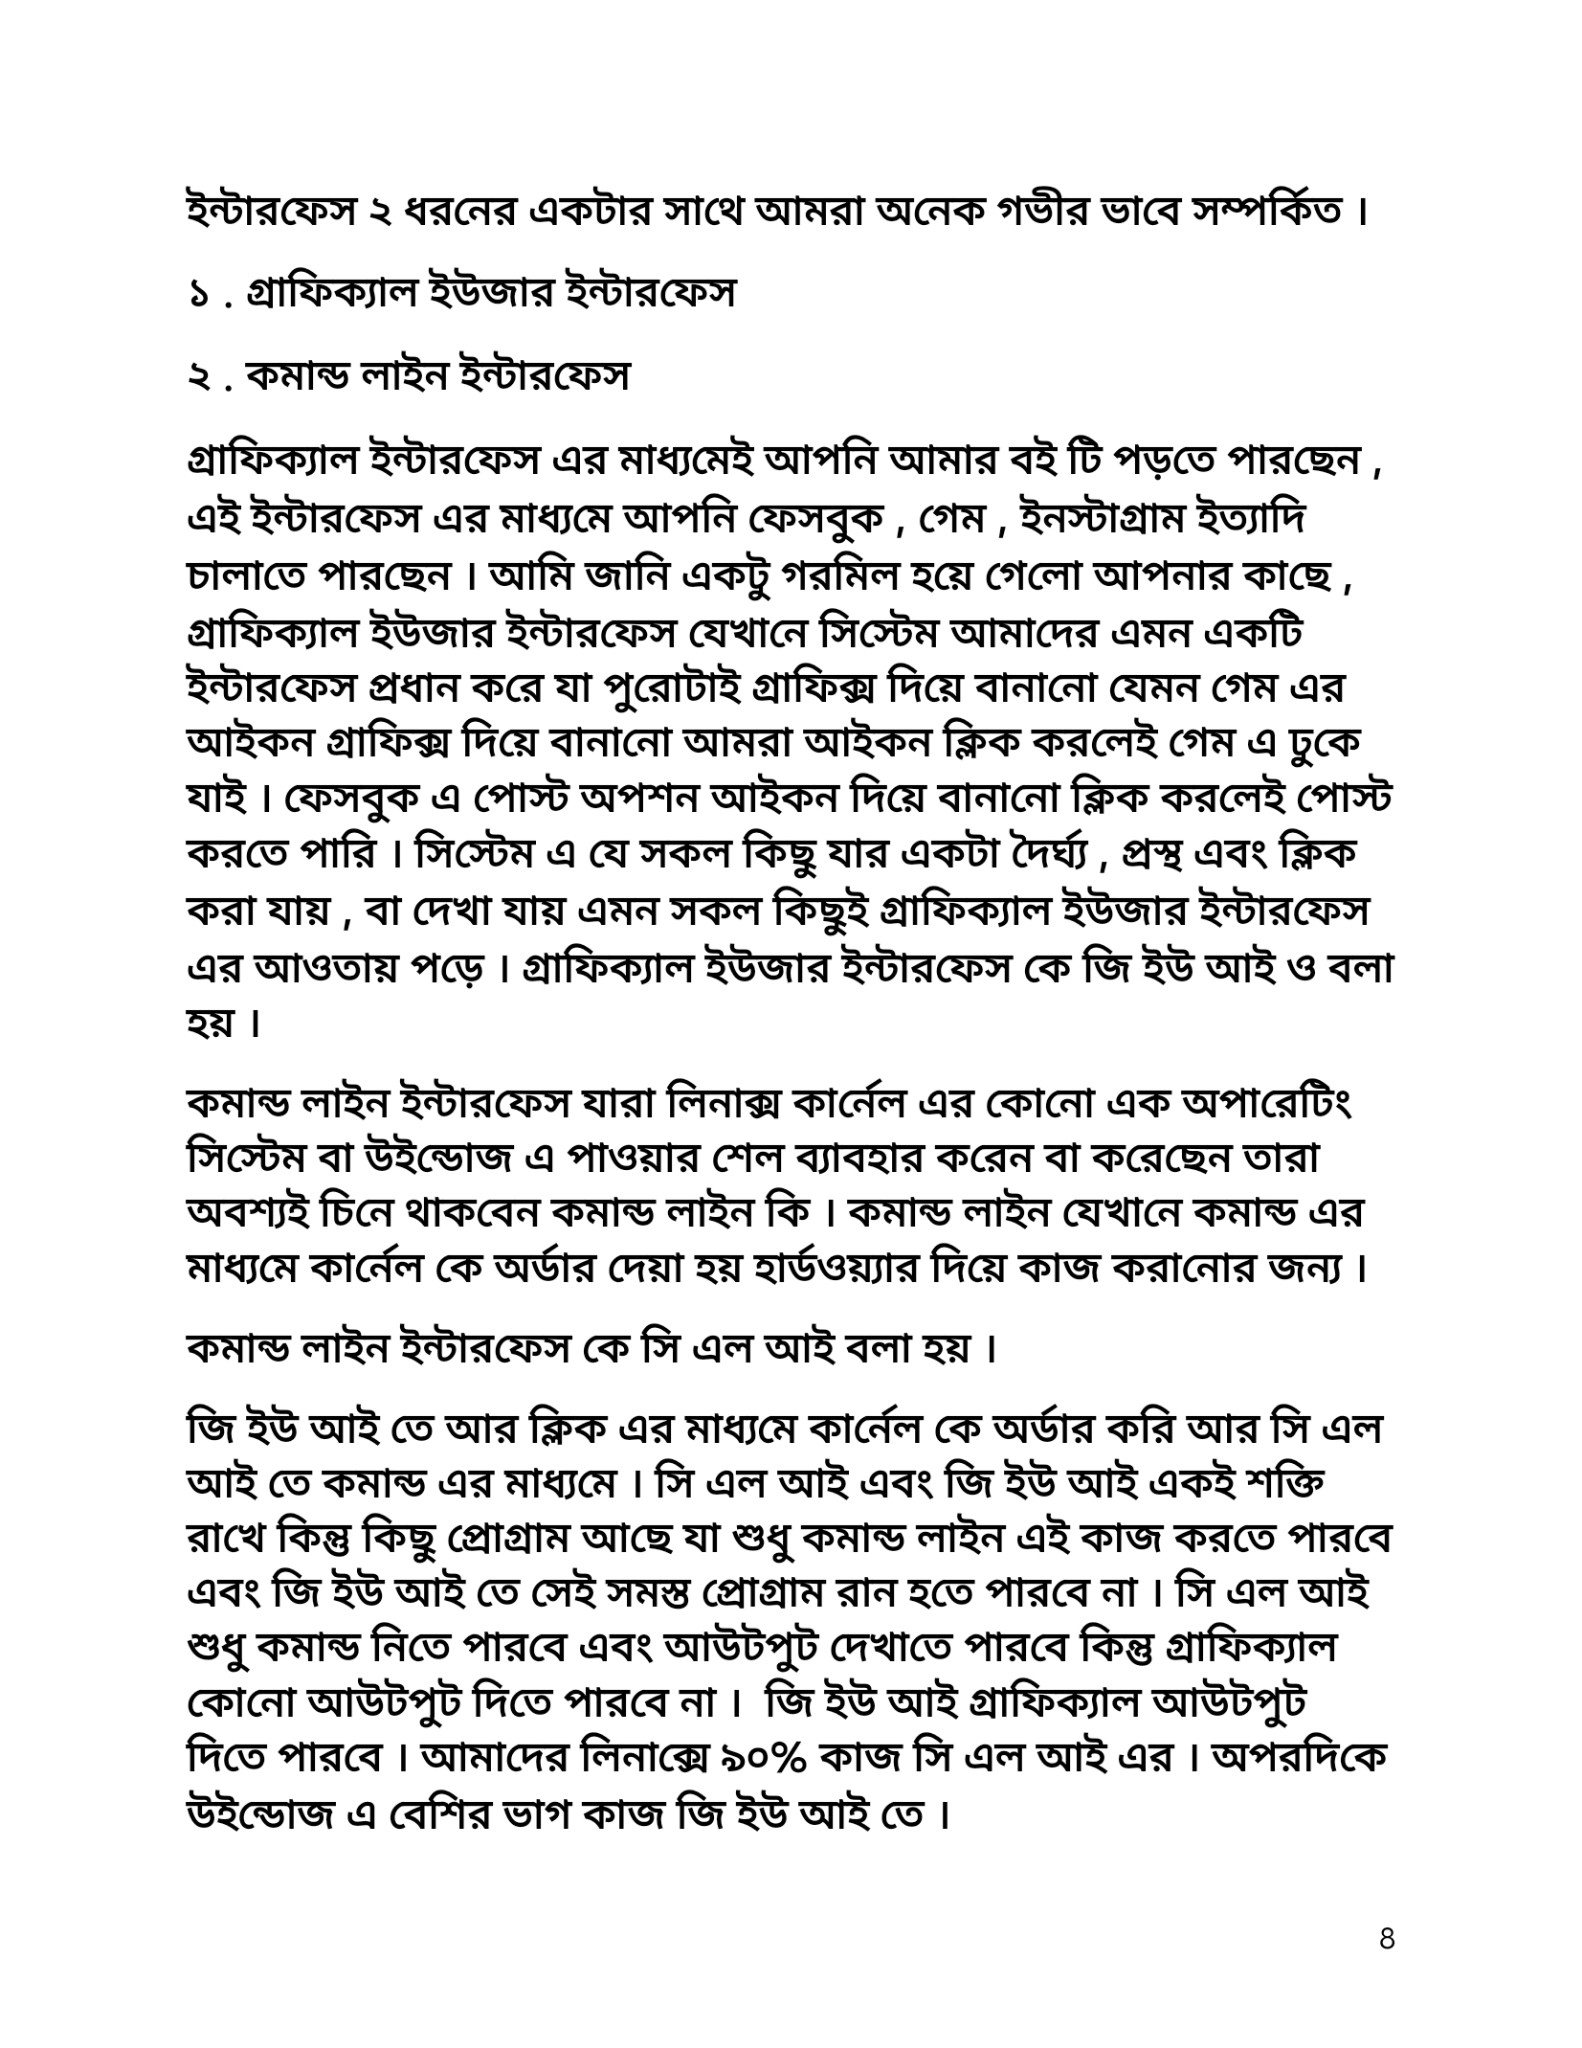 ইন্টারফেস ২ ধরনের একটার সাথে আমরা অনেক গভীর ভাবে সম্পর্কিত ।
১ . গ্রাফিক্যাল ইউজার ইন্টারফেস
২ . কমান্ড লাইন ইন্টারফেস
গ্রাফিক্যাল ইন্টারফেস এর মাধ্যমেই আপনি আমার বই টি পড়তে পারছেন ,
এই ইন্টারফেস এর মাধ্যমে আপনি ফেসবুক , গেম , ইনস্টাগ্রাম ইত্যাদি
চালাতে পারছেন । আমি জানি একটু গরমিল হয়ে গেলো আপনার কাছে ,
গ্রাফিক্যাল ইউজার ইন্টারফেস যেখানে সিস্টেম আমাদের এমন একটি
ইন্টারফেস প্রধান করে যা পুরোটাই গ্রাফিক্স দিয়ে বানানো যেমন গেম এর
আইকন গ্রাফিক্স দিয়ে বানানো আমরা আইকন ক্লিক করলেই গেম এ ঢুকে
যাই । ফেসবুক এ পোস্ট অপশন আইকন দিয়ে বানানো ক্লিক করলেই পোস্ট
করতে পারি । সিস্টেম এ যে সকল কিছু যার একটা দৈর্ঘ্য , প্রস্থ এবং ক্লিক
করা যায় , বা দেখা যায় এমন সকল কিছুই গ্রাফিক্যাল ইউজার ইন্টারফেস
এর আওতায় পড়ে । গ্রাফিক্যাল ইউজার ইন্টারফেস কে জি ইউ আই ও বলা
হয় ।
কমান্ড লাইন ইন্টারফেস যারা লিনাক্স কার্নেল এর কোনো এক অপারেটিং
সিস্টেম বা উইন্ডোজ এ পাওয়ার শেল ব্যাবহার করেন বা করেছেন তারা
অবশ্যই চিনে থাকবেন কমান্ড লাইন কি । কমান্ড লাইন যেখানে কমান্ড এর
মাধ্যমে কার্নেল কে অর্ডার দেয়া হয় হার্ডওয়্যার দিয়ে কাজ করানোর জন্য ।
কমান্ড লাইন ইন্টারফেস কে সি এল আই বলা হয় ।
জি ইউ আই তে আর ক্লিক এর মাধ্যমে কার্নেল কে অর্ডার করি আর সি এল
আই তে কমান্ড এর মাধ্যমে । সি এল আই এবং জি ইউ আই একই শক্তি
রাখে কিন্তু কিছু প্রোগ্রাম আছে যা শুধু কমান্ড লাইন এই কাজ করতে পারবে
এবং জি ইউ আই তে সেই সমস্ত প্রোগ্রাম রান হতে পারবে না । সি এল আই
শুধু কমান্ড নিতে পারবে এবং আউটপুট দেখাতে পারবে কিন্তু গ্রাফিক্যাল
কোনো আউটপুট দিতে পারবে না ।  জি ইউ আই গ্রাফিক্যাল আউটপুট
দিতে পারবে । আমাদের লিনাক্সে ৯০% কাজ সি এল আই এর । অপরদিকে
উইন্ডোজ এ বেশির ভাগ কাজ জি ইউ আই তে ।
8